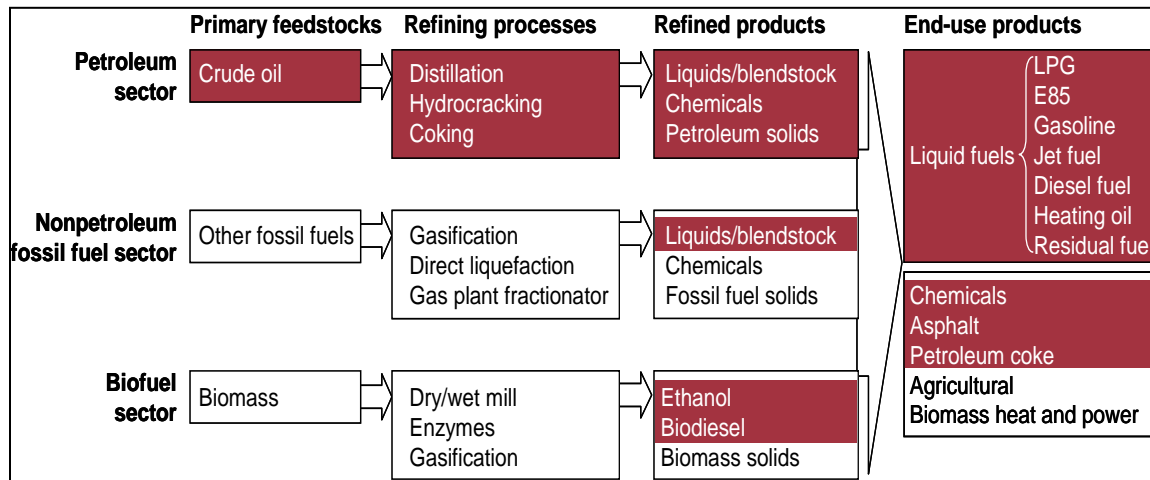 Primary feedstocks
Refining processes
Refined products
End-use products
Petroleum
sector
Crude oil
Distillation
Hydrocracking
Coking
Liquids/blendstock
Chemicals
Petroleum solids
Nonpetroleum
fossil fuel sector
Other fossil fuels
Gasification
Direct liquefaction
Gas plant fractionator
Liquids/blendstock
Chemicals
Fossil fuel solids
Biofuel
sector
Biomass
Dry/wet mill
Enzymes
Gasification
Ethanol
Biodiesel
Biomass solids
Liquid fuels
LPG
E85
Gasoline
Jet fuel
Diesel fuel
Heating oil
Residual fue
Chemicals
Asphalt
Petroleum coke
Agricultural
Biomass heat and power